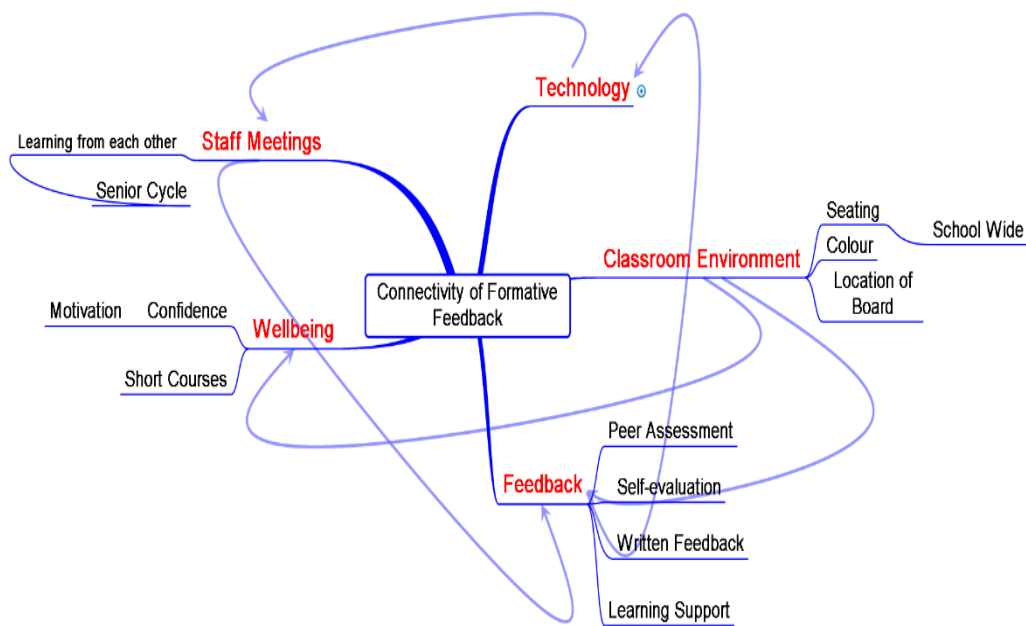 Technology
Staff Meetings
Learning from each other
Senior Cycle
Classroom Environment
Seating
School Wide
Colour
Location of
Board
Connectivity of Formative
Feedback
Wellbeing
Motivation Confidence
Short Courses
Feedback
Peer Assessment
Self-evaluation
Written Feedback
Learning Support